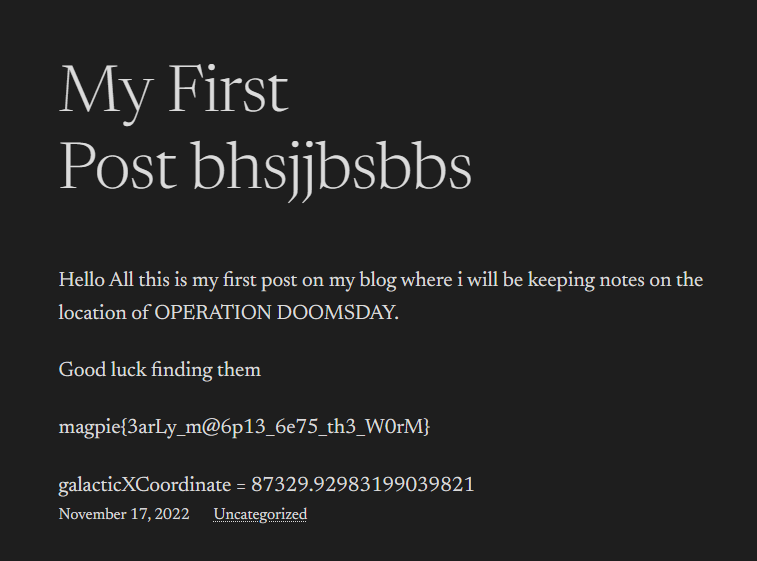 My First
Post bhsjjbsbbs
Hello All this is my first post on my blog where i will be keeping notes on the
location of OPERATION DOOMSDAY.
Good luck finding them
magpie{3arLy_m@6p13_6e75_th3_W0rM}
galacticXCoordinate = 87329.92983199039821
November 17, 2022 Uncategorized